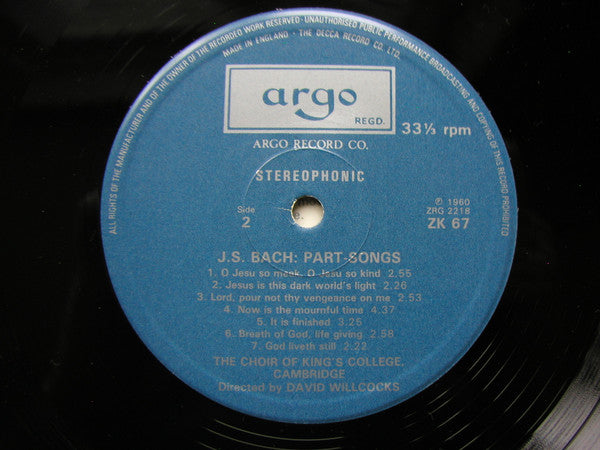 ALL RIGHTS OF THE MANUFACTURER AND OF THE OWNER OF THE RECORDED WORK RESERVED · UNAUTHORISED PUBLIC PERFORMANCE BROADCASTING AND COPYING OF THIS RECORD PROHIBITED
MADE IN ENGLAND · THE DECCA RECORD CO. LTD.
argo
REGD.
33⅓ rpm
ARGO RECORD CO.
STEREOPHONIC
Side
2
℗ 1960
ZRG 2218
ZK 67
J.S. BACH: PART-SONGS
1. O Jesu so meek, O Jesu so kind 2.55
2. Jesus is this dark world's light 2.26
3. Lord, pour not thy vengeance on me 2.53
4. Now is the mournful time 4.37
5. It is finished 3.25
6. Breath of God, life giving 2.58
7. God liveth still 2.22
THE CHOIR OF KING'S COLLEGE,
CAMBRIDGE
Directed by DAVID WILLCOCKS